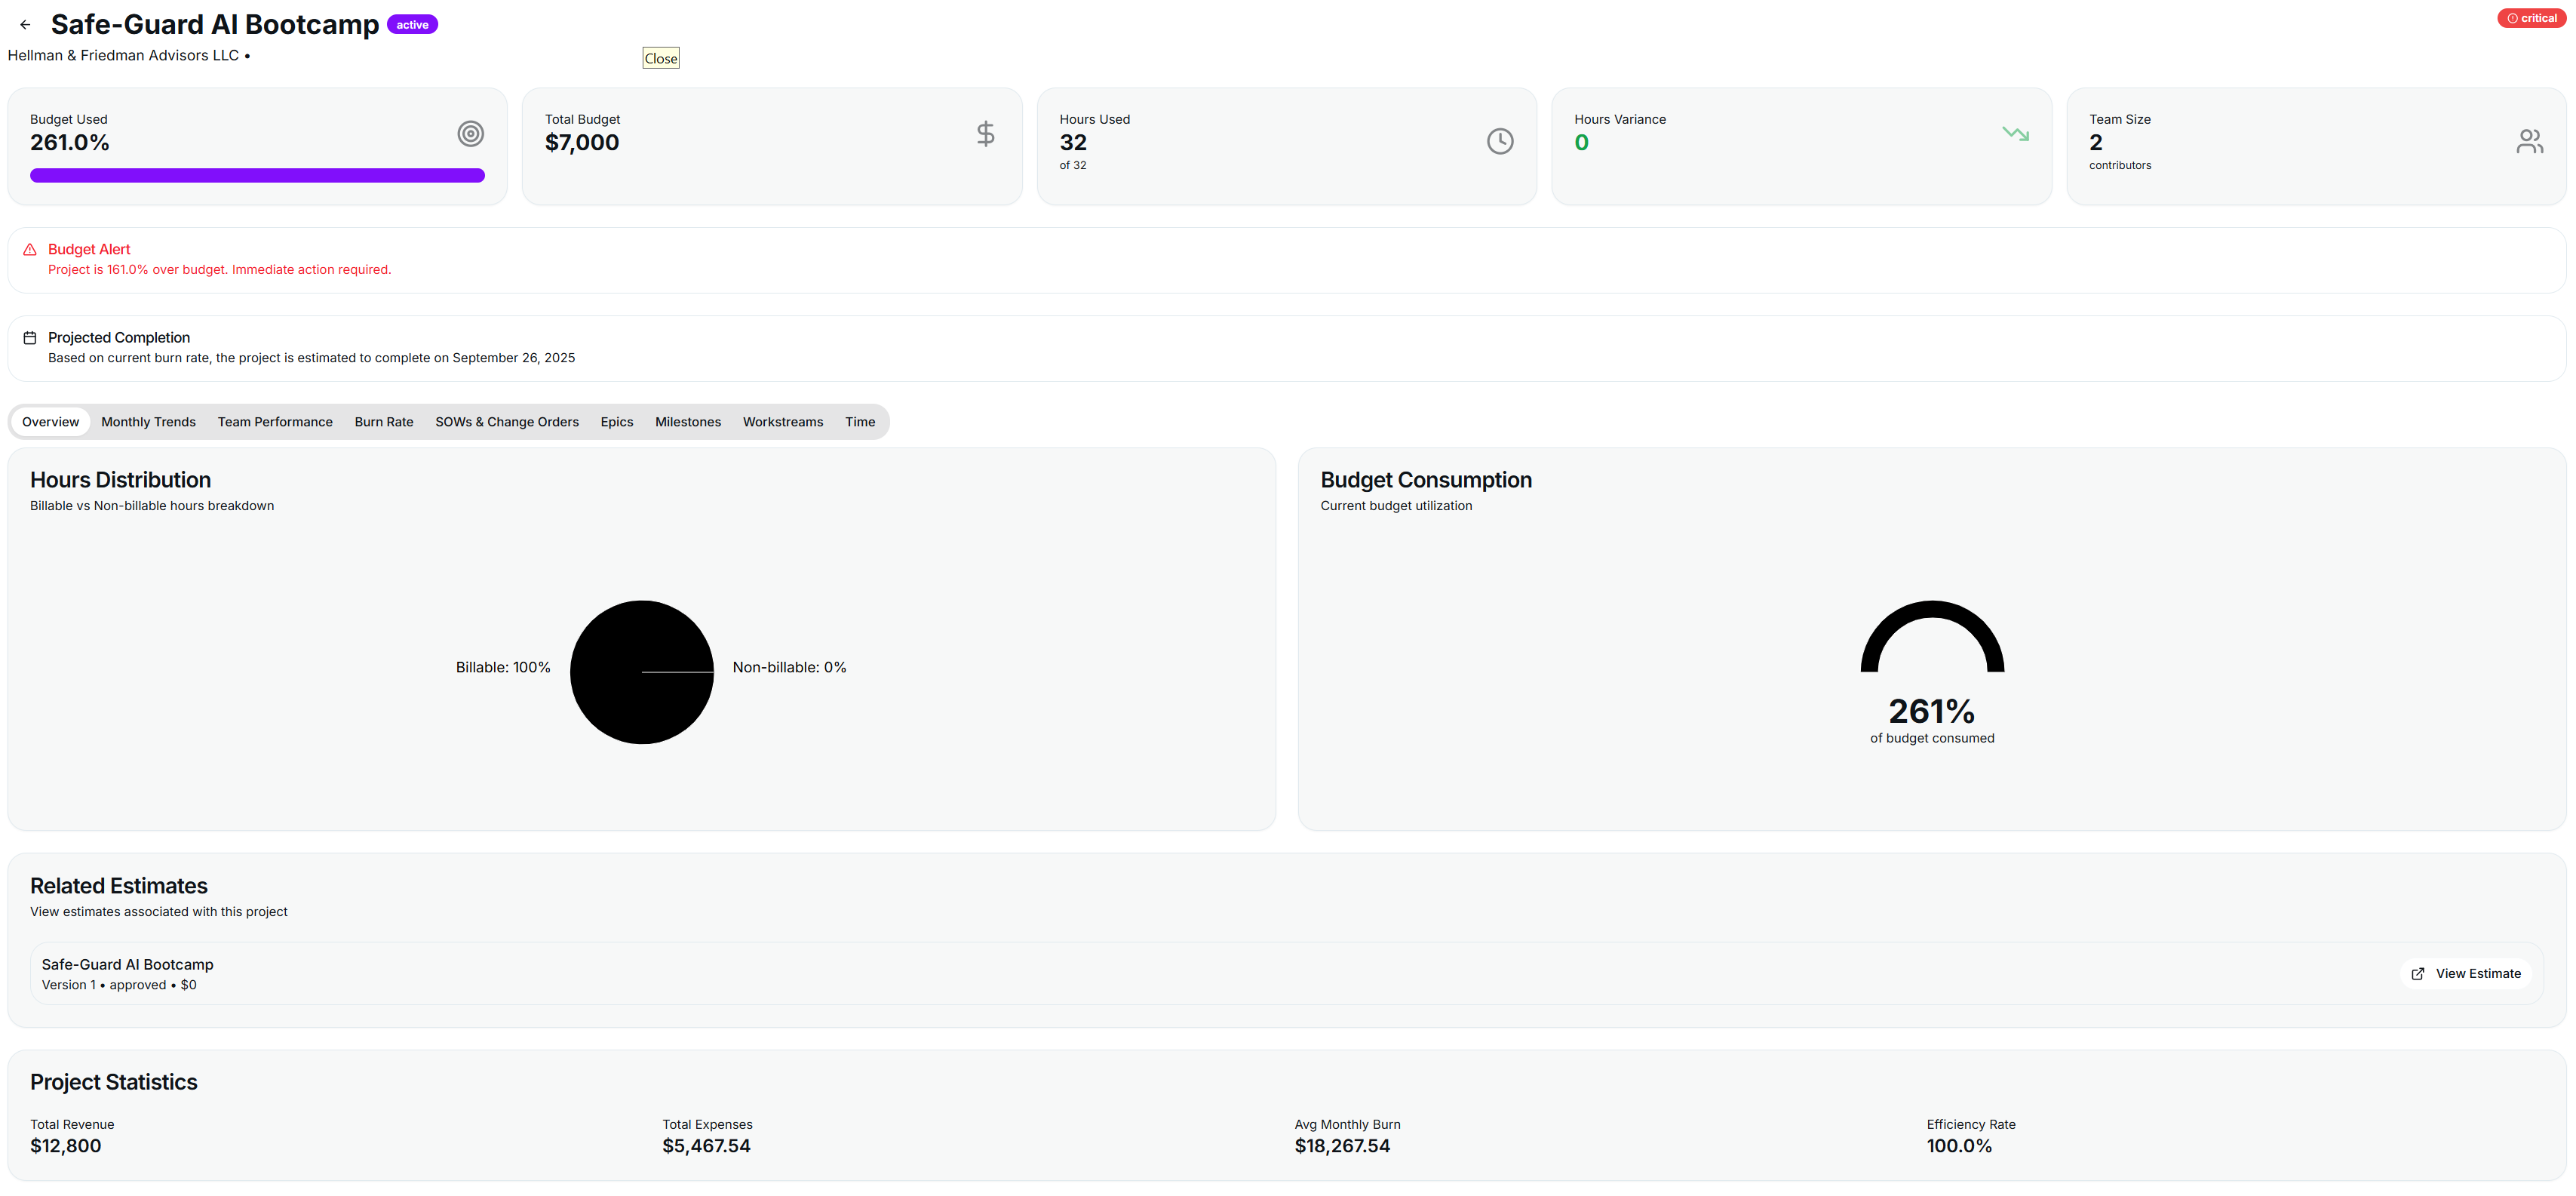 Safe-Guard AI Bootcamp active
critical
Hellman & Friedman Advisors LLC •
Close
Budget Used
261.0%
Total Budget
$7,000
Hours Used
32
of 32
Hours Variance
0
Team Size
2
contributors
Budget Alert
Project is 161.0% over budget. Immediate action required.
Projected Completion
Based on current burn rate, the project is estimated to complete on September 26, 2025
Overview Monthly Trends Team Performance Burn Rate SOWs & Change Orders Epics Milestones Workstreams Time
Hours Distribution
Billable vs Non-billable hours breakdown
Billable: 100%
Non-billable: 0%
Budget Consumption
Current budget utilization
261%
of budget consumed
Related Estimates
View estimates associated with this project
Safe-Guard AI Bootcamp
Version 1 • approved • $0
View Estimate
Project Statistics
Total Revenue
$12,800
Total Expenses
$5,467.54
Avg Monthly Burn
$18,267.54
Efficiency Rate
100.0%